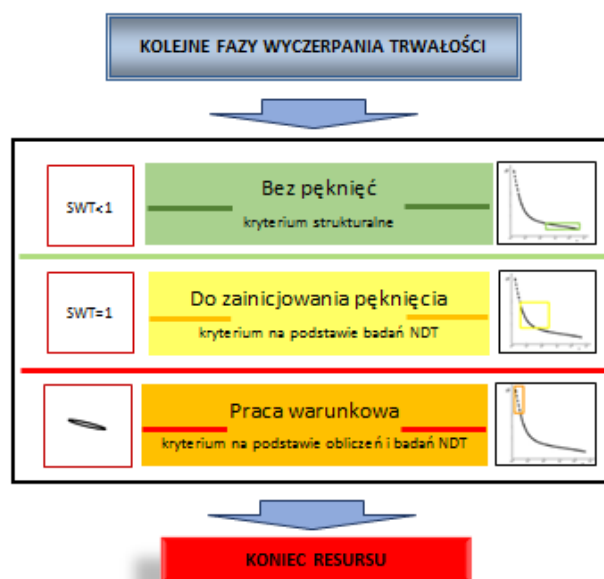 KOLEJNE FAZY WYCZERPANIA TRWAŁOŚCI
SWT<1
Bez pęknięć
kryterium strukturalne
SWT=1
Do zainicjowania pęknięcia
kryterium na podstawie badań NDT
Praca warunkowa
kryterium na podstawie obliczeń i badań NDT
KONIEC RESURSU